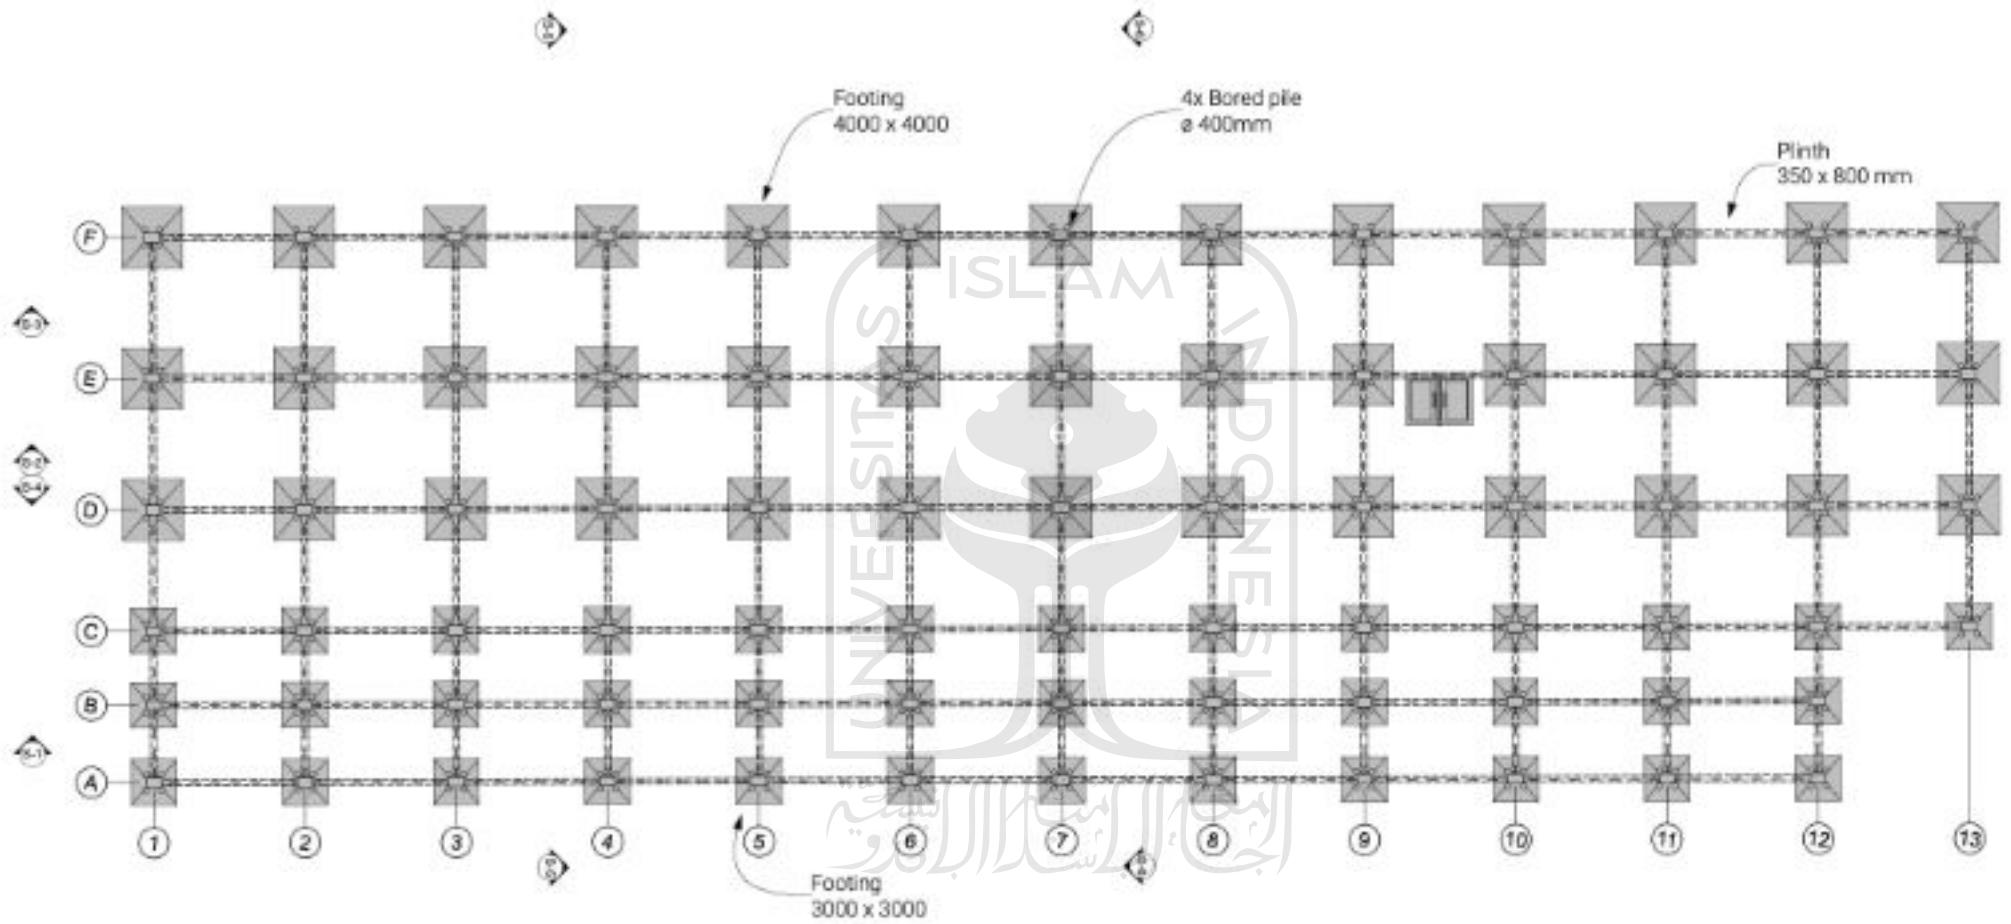 Footing
4000 x 4000
4x Bored pile
ø 400mm
Plinth
350 x 800 mm
F
E
D
C
B
A
1 2 3 4 5 6 7 8 9 10 11 12 13
Footing
3000 x 3000
UNIVERSITAS
ISLAM
INDONESIA